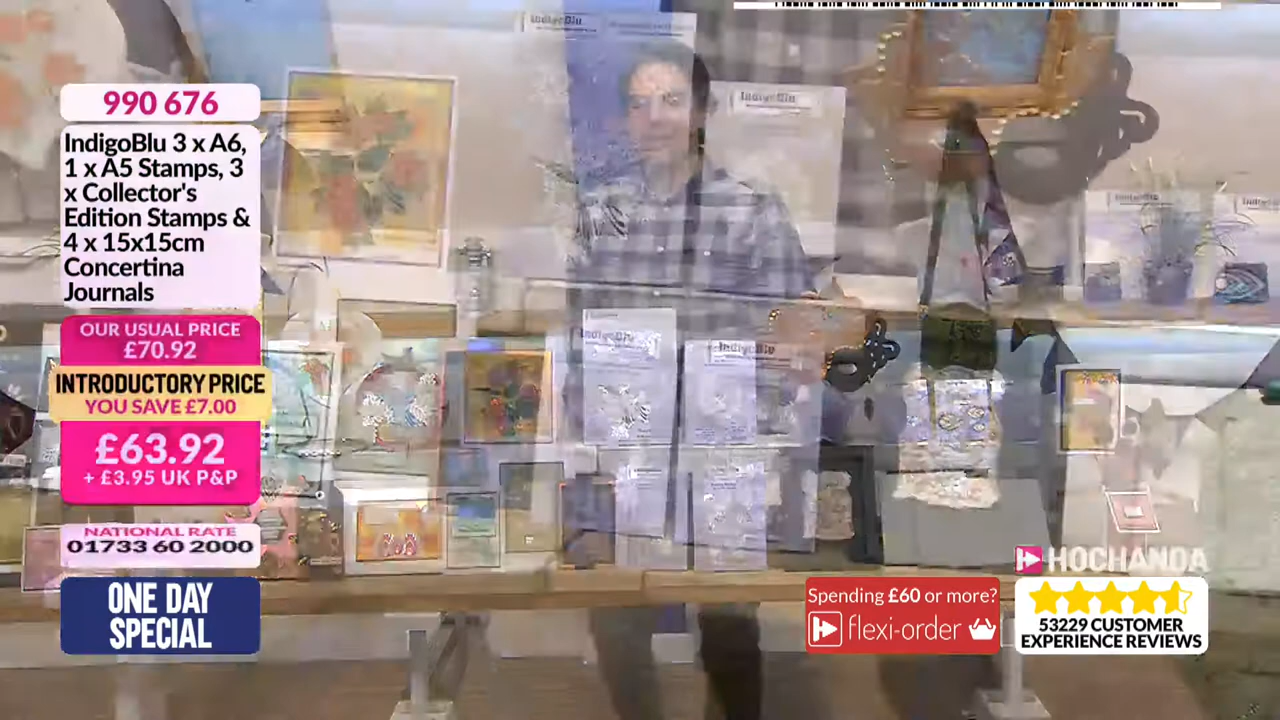 990 676
IndigoBlu 3 x A6,
1 x A5 Stamps, 3
x Collector's
Edition Stamps &
4 x 15x15cm
Concertina
Journals
OUR USUAL PRICE
£70.92
INTRODUCTORY PRICE
YOU SAVE £7.00
£63.92
+ £3.95 UK P&P
NATIONAL RATE
01733 60 2000
ONE DAY
SPECIAL
IndigoBlu
IndigoBlu
IndigoBlu
IndigoBlu
HOCHANDA
Spending £60 or more?
flexi-order
53229 CUSTOMER
EXPERIENCE REVIEWS